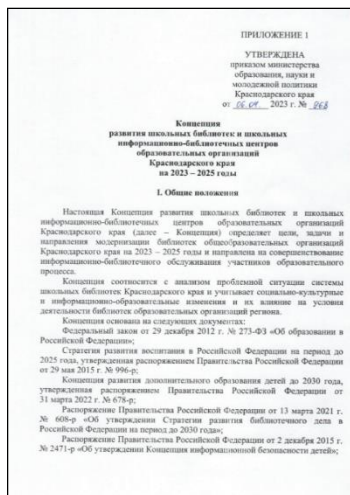 ПРИЛОЖЕНИЕ 1
УТВЕРЖДЕНА
приказом министерства
образования, науки и
молодежной политики
Краснодарского края
от 2023 г. №
Концепция
развития школьных библиотек и школьных
информационно-библиотечных центров
образовательных организаций
Краснодарского края
на 2023 – 2025 годы
I. Общие положения
Настоящая Концепция развития школьных библиотек и школьных
информационно-библиотечных центров образовательных организаций
Краснодарского края (далее – Концепция) определяет цели, задачи и
направления модернизации библиотек общеобразовательных организаций
Краснодарского края на 2023 – 2025 годы и направлена на совершенствование
информационно-библиотечного обслуживания участников образовательного
процесса.
Концепция соотносится с анализом проблемной ситуации системы
школьных библиотек Краснодарского края и учитывает социально-культурные
и информационно-образовательные изменения и их влияние на условия
деятельности библиотек образовательных организаций региона.
Концепция основана на следующих документах:
Федеральный закон от 29 декабря 2012 г. № 273-ФЗ «Об образовании в
Российской Федерации»;
Стратегия развития воспитания в Российской Федерации на период до
2025 года, утвержденная распоряжением Правительства Российской Федерации
от 29 мая 2015 г. № 996-р;
Концепция развития дополнительного образования детей до 2030 года,
утвержденная распоряжением Правительства Российской Федерации от
31 марта 2022 г. № 678-р;
Распоряжение Правительства Российской Федерации от 13 марта 2021 г.
№ 608-р «Об утверждении Стратегии развития библиотечного дела в
Российской Федерации на период до 2030 года»;
Распоряжение Правительства Российской Федерации от 2 декабря 2015 г.
№ 2471-р «Об утверждении Концепции информационной безопасности детей»;